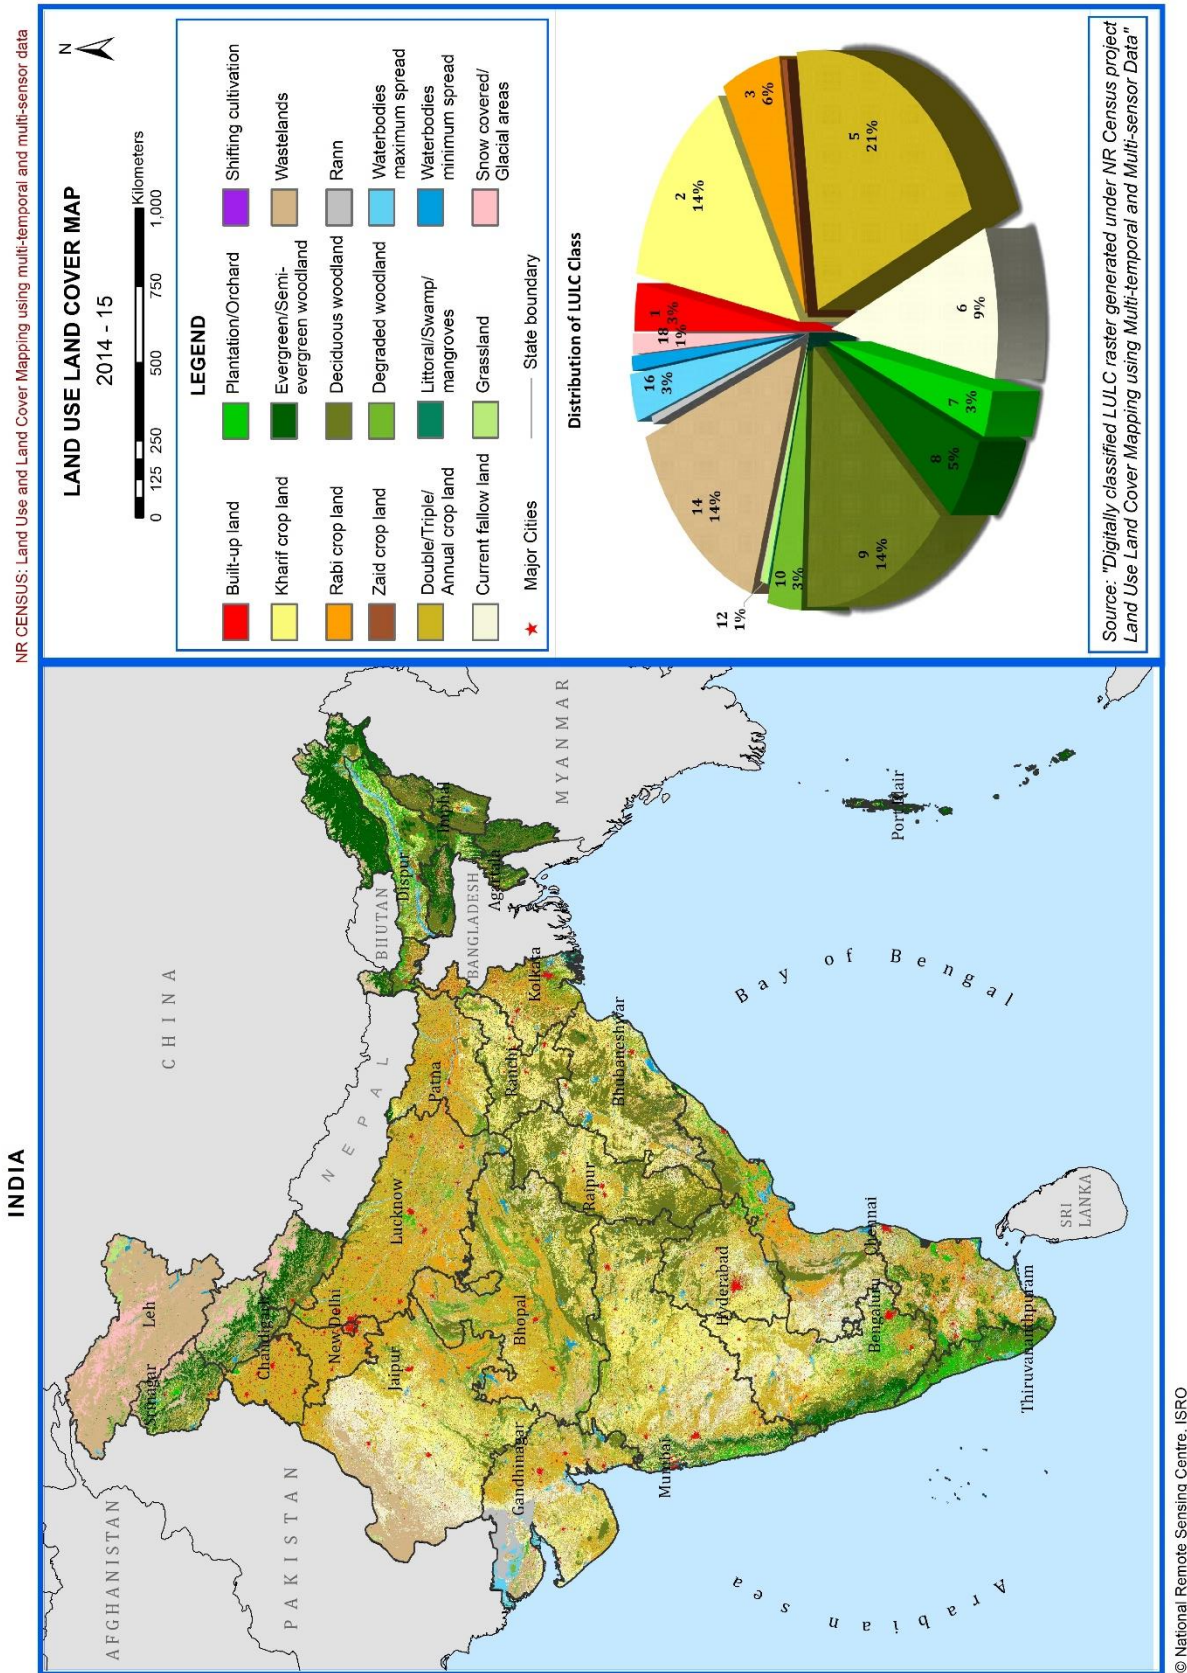 INDIA
NR CENSUS: Land Use and Land Cover Mapping using multi-temporal and multi-sensor data
AFGHANISTAN
PAKISTAN
CHINA
NEPAL
BHUTAN
BANGLADESH
MYANMAR
SRI
LANKA
Arabian sea
Bay of Bengal
Leh
Srinagar
Chandigarh
New Delhi
Jaipur
Lucknow
Patna
Dispur
Imphal
Agartala
Gandhinagar
Bhopal
Ranchi
Kolkata
Raipur
Bhubaneshwar
Mumbai
Hyderabad
Bengaluru
Chennai
Thiruvananthpuram
Port Blair
LAND USE LAND COVER MAP
2014 - 15
N
0 125 250 500 750 1,000
Kilometers
LEGEND
Built-up land
Kharif crop land
Rabi crop land
Zaid crop land
Double/Triple/
Annual crop land
Current fallow land
Major Cities
Plantation/Orchard
Evergreen/Semi-
evergreen woodland
Deciduous woodland
Degraded woodland
Littoral/Swamp/
mangroves
Grassland
State boundary
Shifting cultivation
Wastelands
Rann
Waterbodies
maximum spread
Waterbodies
minimum spread
Snow covered/
Glacial areas
Distribution of LULC Class
1
3%
2
14%
3
6%
5
21%
6
9%
7
3%
8
5%
9
14%
10
3%
12
1%
14
14%
16
3%
18
1%
Source: "Digitally classified LULC raster generated under NR Census project
Land Use Land Cover Mapping using Multi-temporal and Multi-sensor Data"
© National Remote Sensing Centre, ISRO